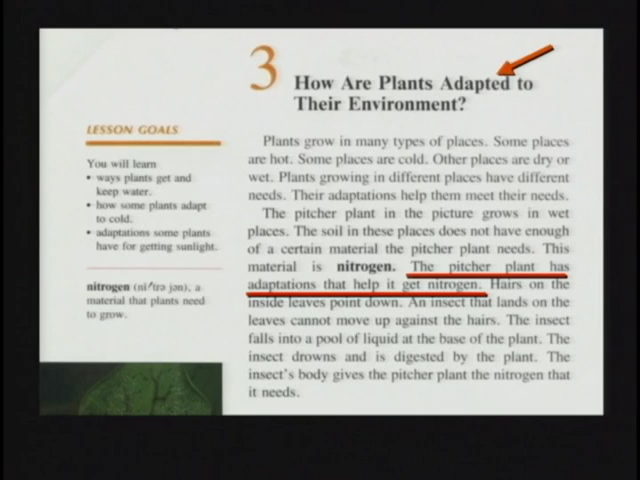 3
How Are Plants Adapted to
Their Environment?
LESSON GOALS
You will learn
• ways plants get and
keep water.
• how some plants adapt
to cold.
• adaptations some plants
have for getting sunlight.
nitrogen (nī′trə jən), a
material that plants need
to grow.
Plants grow in many types of places. Some places
are hot. Some places are cold. Other places are dry or
wet. Plants growing in different places have different
needs. Their adaptations help them meet their needs.
The pitcher plant in the picture grows in wet
places. The soil in these places does not have enough
of a certain material the pitcher plant needs. This
material is nitrogen. The pitcher plant has
adaptations that help it get nitrogen. Hairs on the
inside leaves point down. An insect that lands on the
leaves cannot move up against the hairs. The insect
falls into a pool of liquid at the base of the plant. The
insect drowns and is digested by the plant. The
insect's body gives the pitcher plant the nitrogen that
it needs.